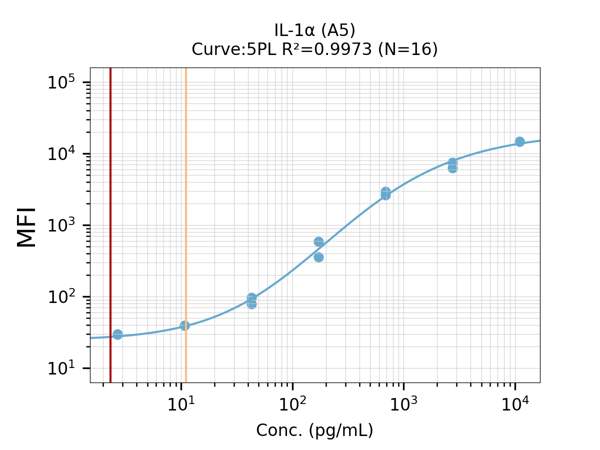 IL-1α (A5)
Curve:5PL R²=0.9973 (N=16)
10⁵
10⁴
10³
10²
10¹
MFI
10¹ 10² 10³ 10⁴
Conc. (pg/mL)